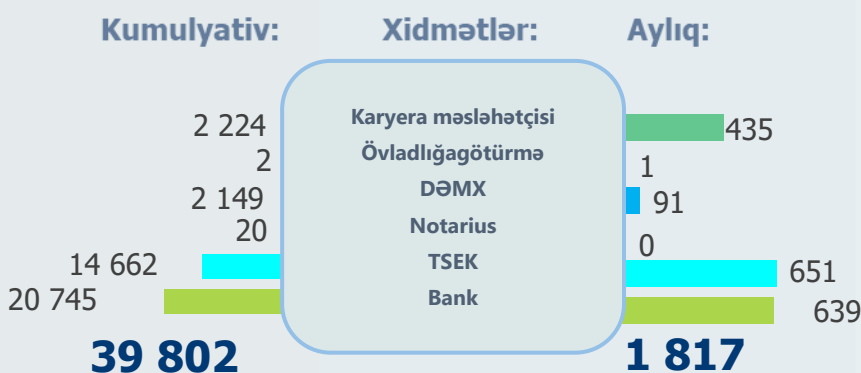 Kumulyativ: Xidmətlər: Aylıq:
2 224 Karyera məsləhətçisi 435
2 Övladlığagötürmə 1
2 149 DƏMX 91
20 Notarius 0
14 662 TSEK 651
20 745 Bank 639
39 802 1 817